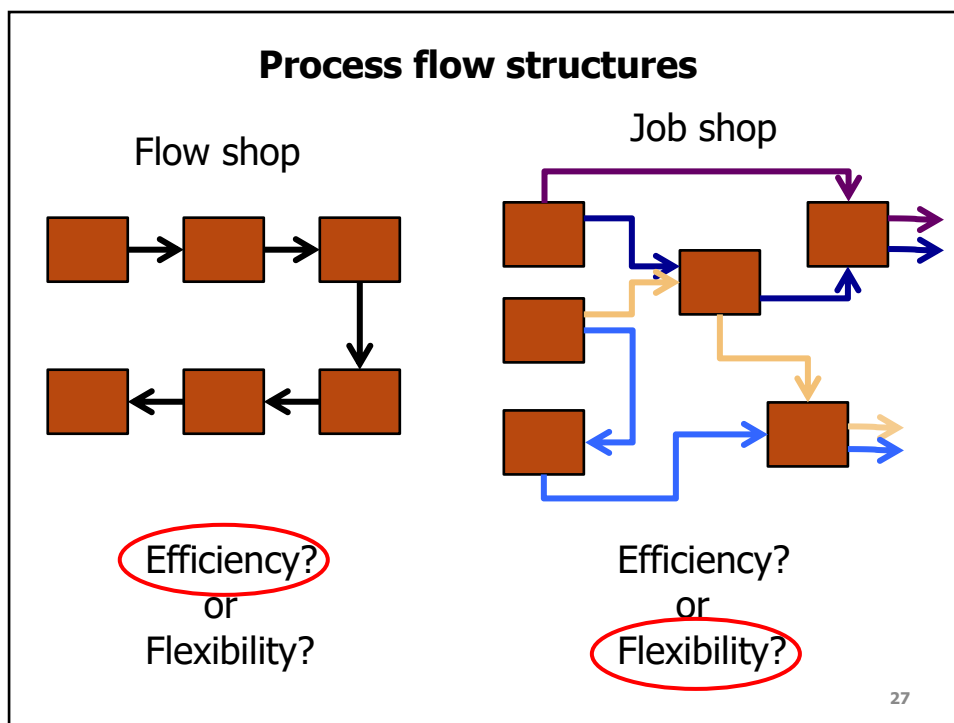 Process flow structures
Flow shop
Job shop
Efficiency?
or
Flexibility?
Efficiency?
or
Flexibility?
27